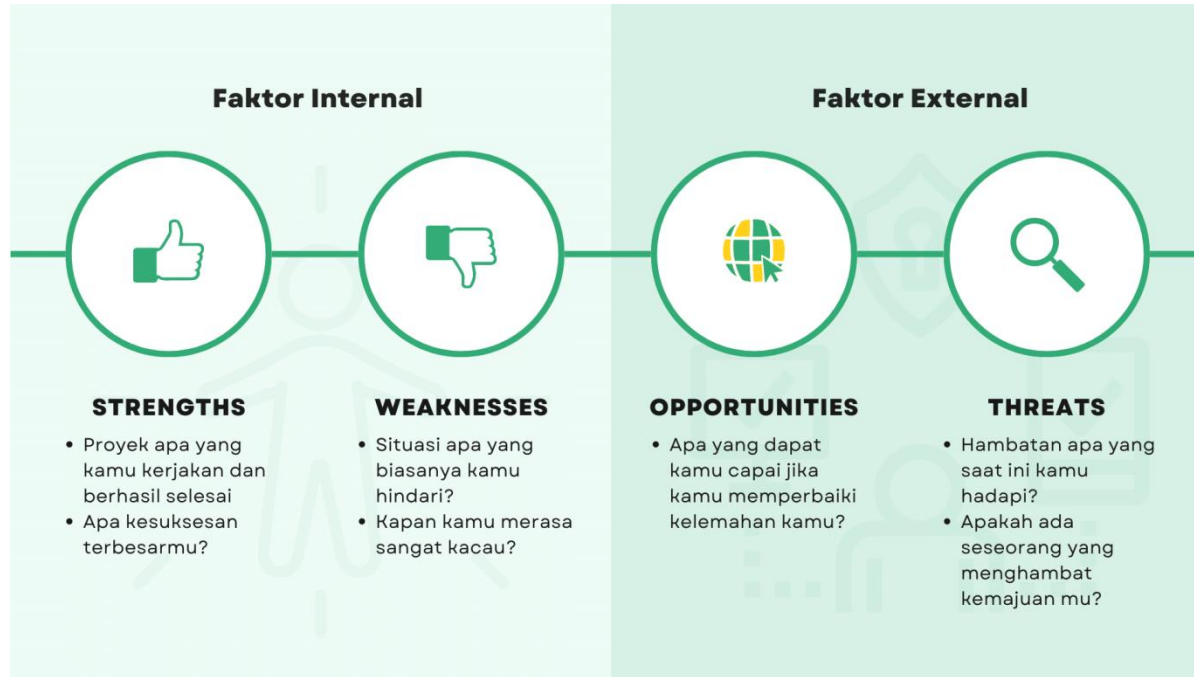 Faktor Internal
Faktor External
STRENGTHS
• Proyek apa yang
kamu kerjakan dan
berhasil selesai
• Apa kesuksesan
terbesarmu?
WEAKNESSES
• Situasi apa yang
biasanya kamu
hindari?
• Kapan kamu merasa
sangat kacau?
OPPORTUNITIES
• Apa yang dapat
kamu capai jika
kamu memperbaiki
kelemahan kamu?
THREATS
• Hambatan apa yang
saat ini kamu
hadapi?
• Apakah ada
seseorang yang
menghambat
kemajuan mu?